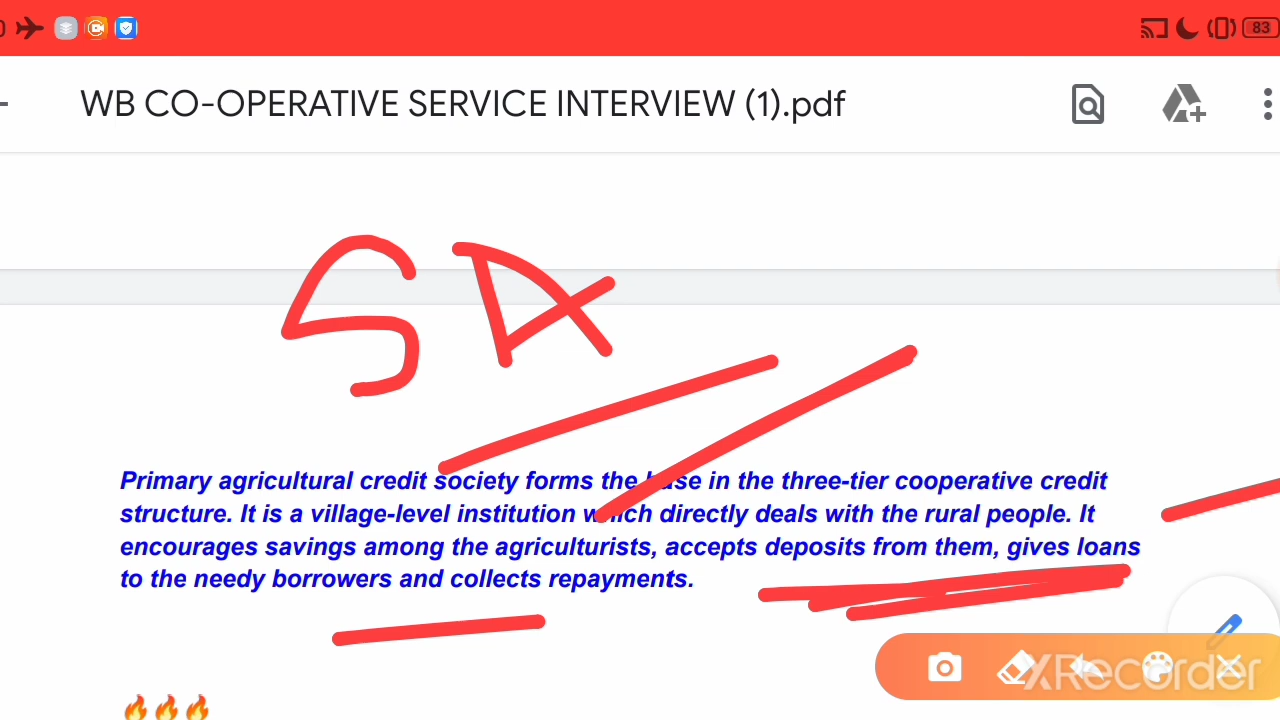 83
WB CO-OPERATIVE SERVICE INTERVIEW (1).pdf
SA
Primary agricultural credit society forms the base in the three-tier cooperative credit
structure. It is a village-level institution which directly deals with the rural people. It
encourages savings among the agriculturists, accepts deposits from them, gives loans
to the needy borrowers and collects repayments.
XRecorder